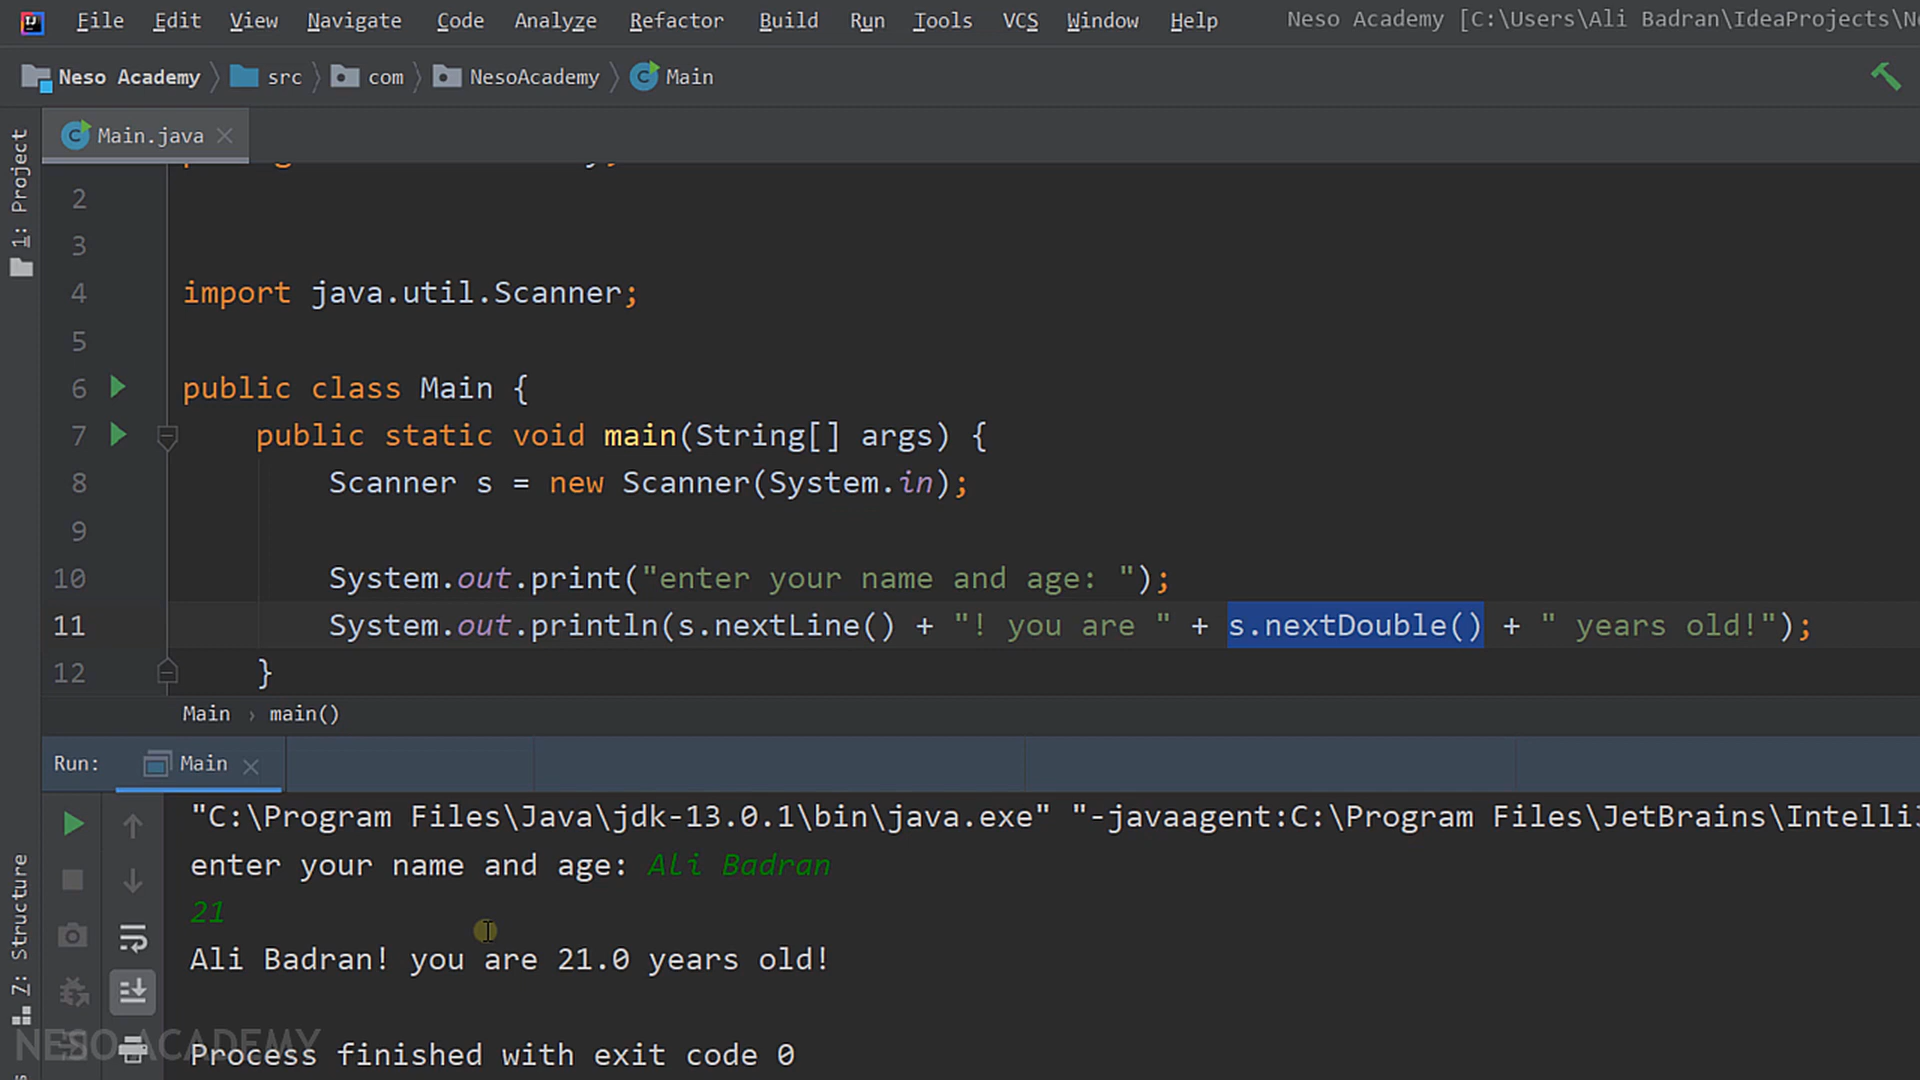 File Edit View Navigate Code Analyze Refactor Build Run Tools VCS Window Help Neso Academy [C:\Users\Ali Badran\IdeaProjects\
Neso Academy src com NesoAcademy Main
Main.java
1: Project
2
3
4 import java.util.Scanner;
5
6 public class Main {
7 public static void main(String[] args) {
8 Scanner s = new Scanner(System.in);
9
10 System.out.print("enter your name and age: ");
11 System.out.println(s.nextLine() + "! you are " + s.nextDouble() + " years old!");
12 }
Main › main()
Run: Main
"C:\Program Files\Java\jdk-13.0.1\bin\java.exe" "-javaagent:C:\Program Files\JetBrains\
enter your name and age: Ali Badran
21
Ali Badran! you are 21.0 years old!
Process finished with exit code 0
Z: Structure
NESO ACADEMY